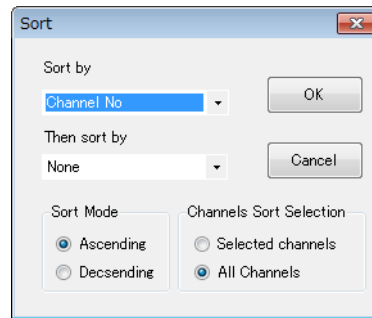 Sort
Sort by
Channel No
OK
Then sort by
None
Cancel
Sort Mode
Ascending
Decsending
Channels Sort Selection
Selected channels
All Channels